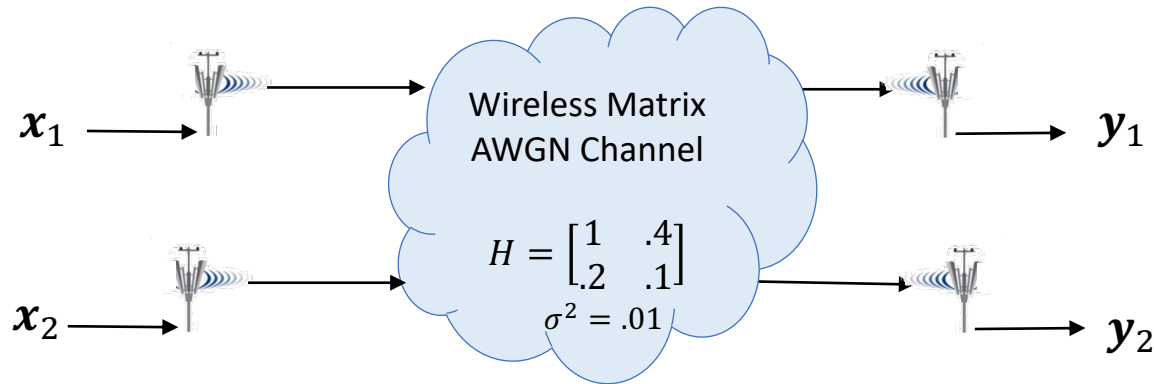 Wireless Matrix
AWGN Channel
x₁
y₁
H = [1 .4
.2 .1]
σ² = .01
x₂
y₂